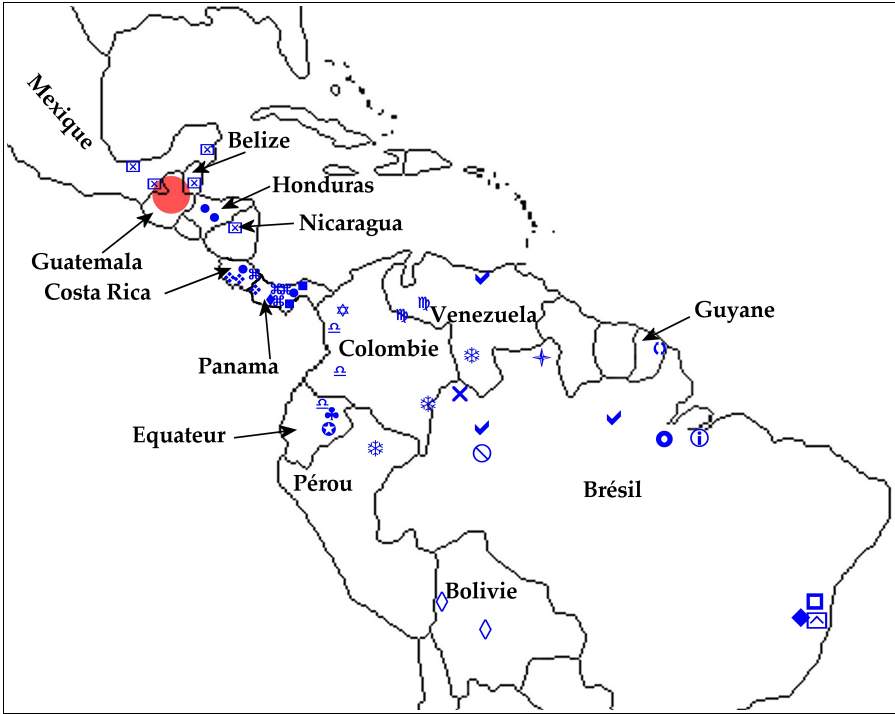 Mexique
Belize
Honduras
Nicaragua
Guatemala
Costa Rica
Panama
Venezuela
Guyane
Colombie
Equateur
Pérou
Brésil
Bolivie